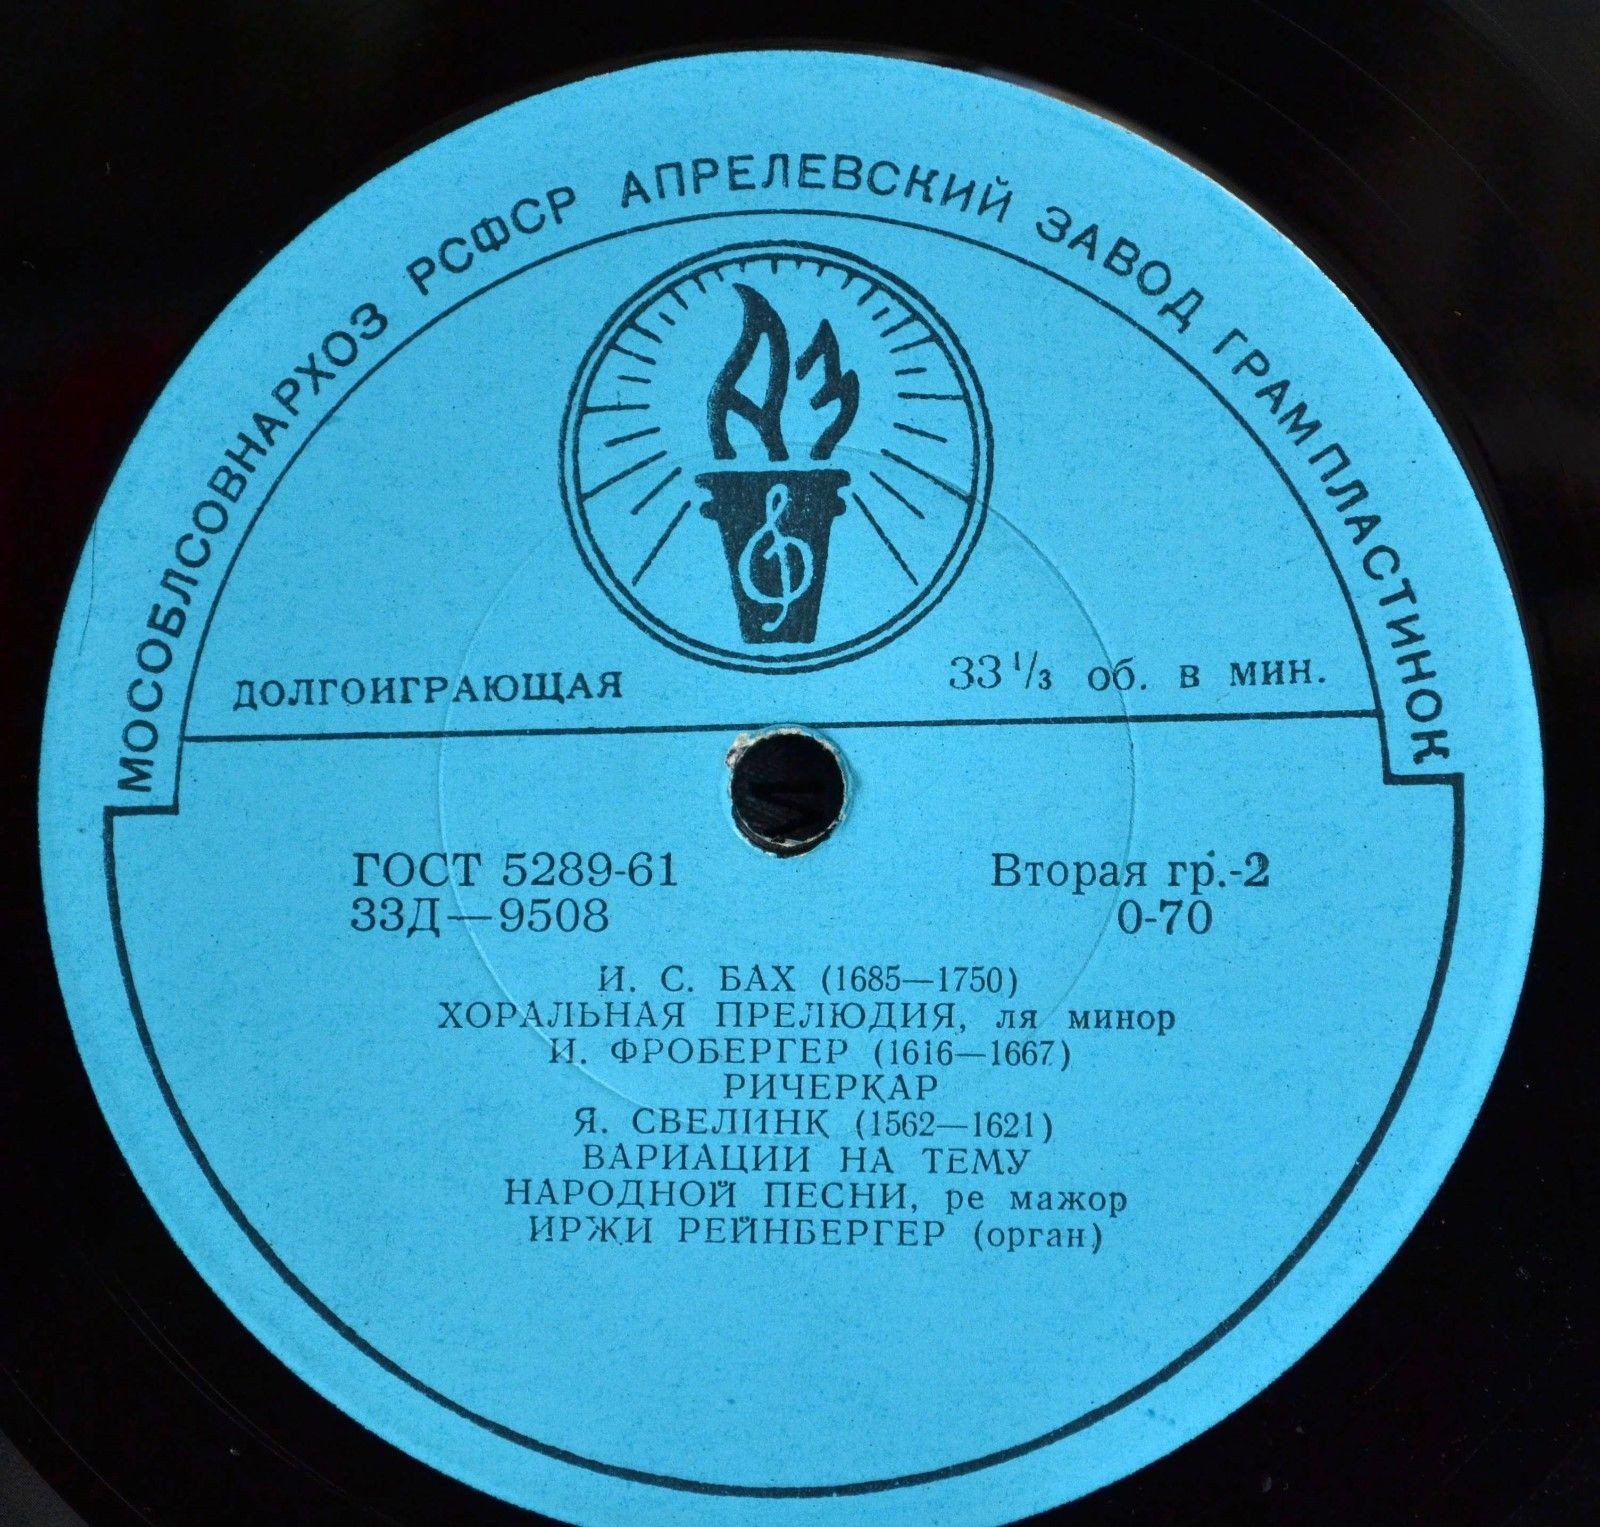 МОСОБЛСОВНАРХОЗ РСФСР АПРЕЛЕВСКИЙ ЗАВОД ГРАМПЛАСТИНОК
АЗ
ДОЛГОИГРАЮЩАЯ 33 1/3 об. в мин.
ГОСТ 5289-61 Вторая гр.-2
33Д—9508 0-70
И. С. БАХ (1685—1750)
ХОРАЛЬНАЯ ПРЕЛЮДИЯ, ля минор
И. ФРОБЕРГЕР (1616—1667)
РИЧЕРКАР
Я. СВЕЛИНК (1562—1621)
ВАРИАЦИИ НА ТЕМУ
НАРОДНОЙ ПЕСНИ, ре мажор
ИРЖИ РЕЙНБЕРГЕР (орган)